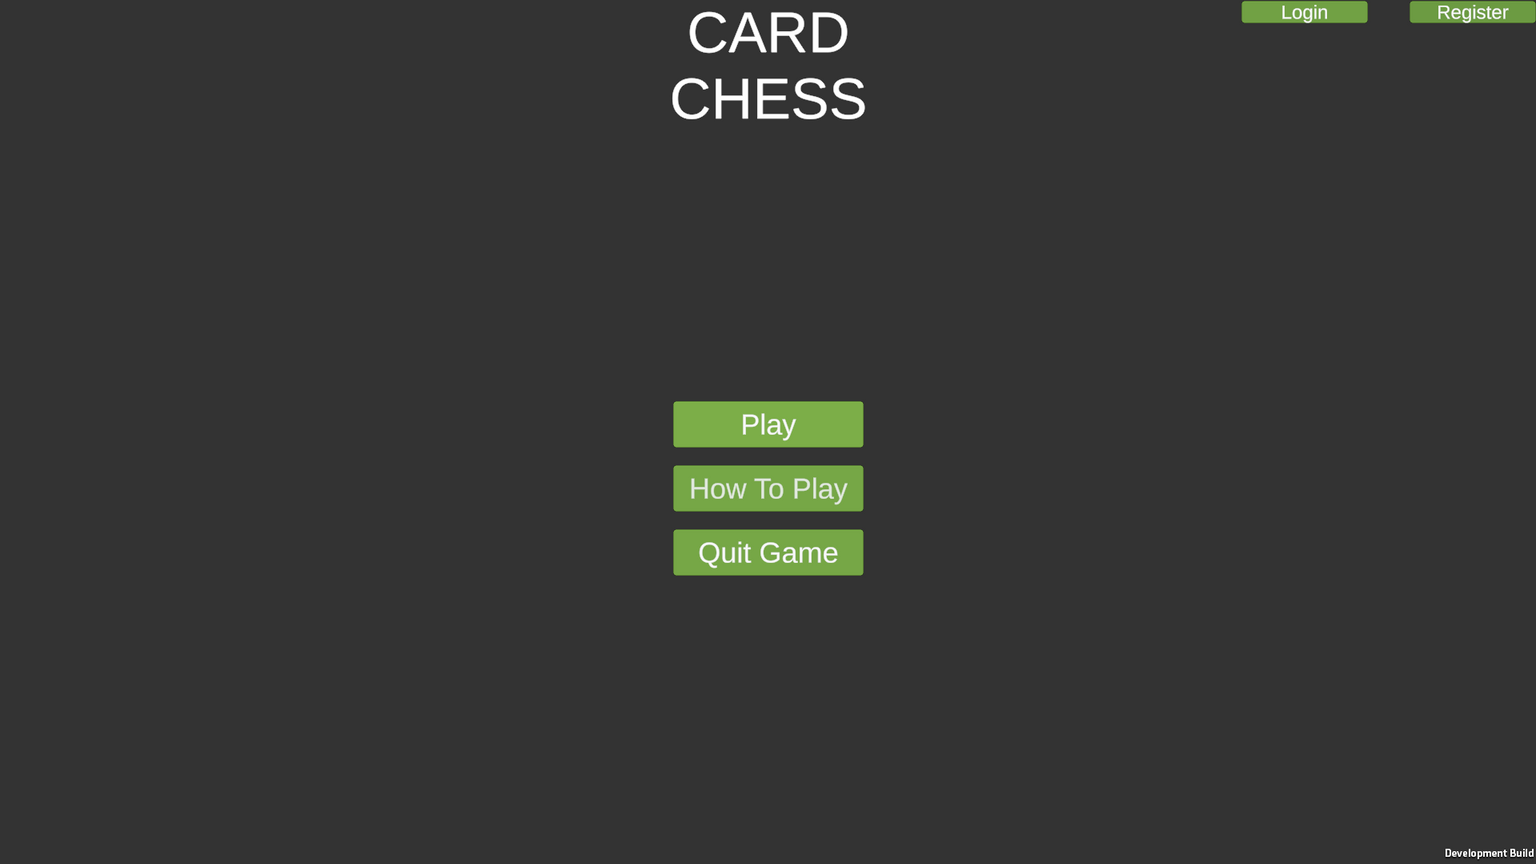 CARD
CHESS
Login
Register
Play
How To Play
Quit Game
Development Build